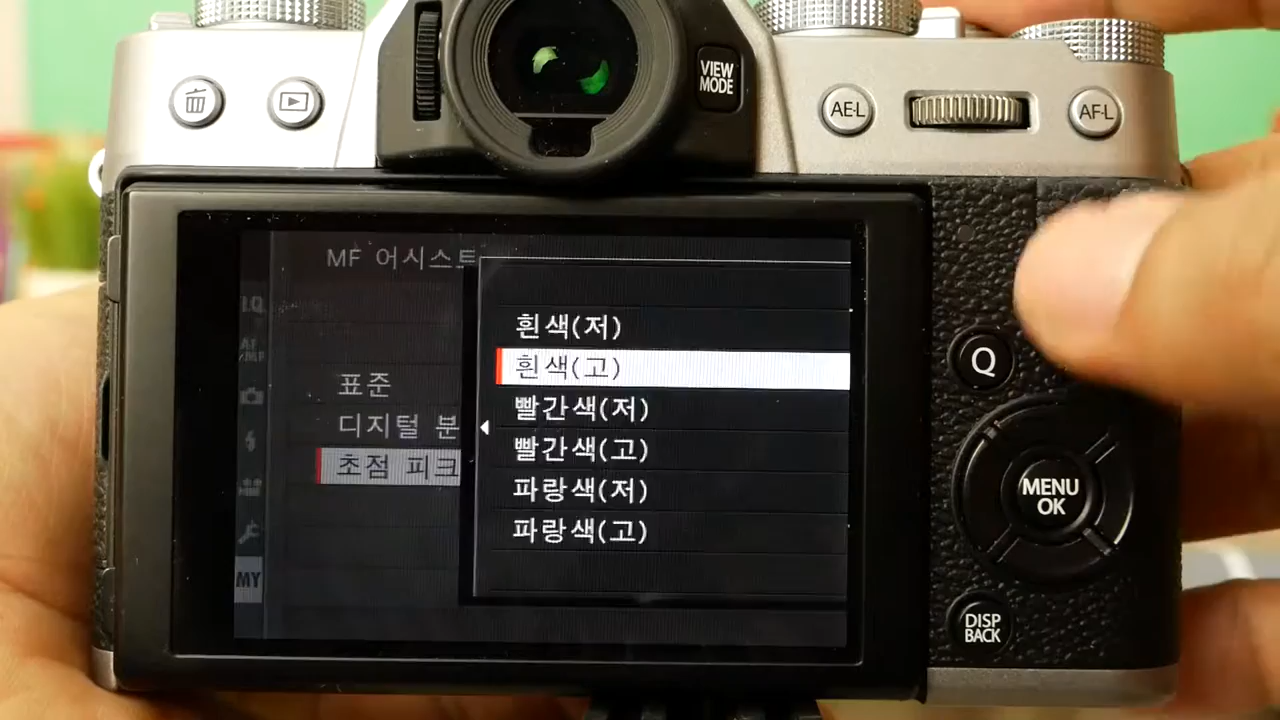 VIEW
MODE
AE-L
AF-L
MF 어시스트
흰색(저)
흰색(고)
표준
빨간색(저)
디지털 분
빨간색(고)
초점 피크
파랑색(저)
파랑색(고)
MY
Q
MENU
OK
DISP
BACK